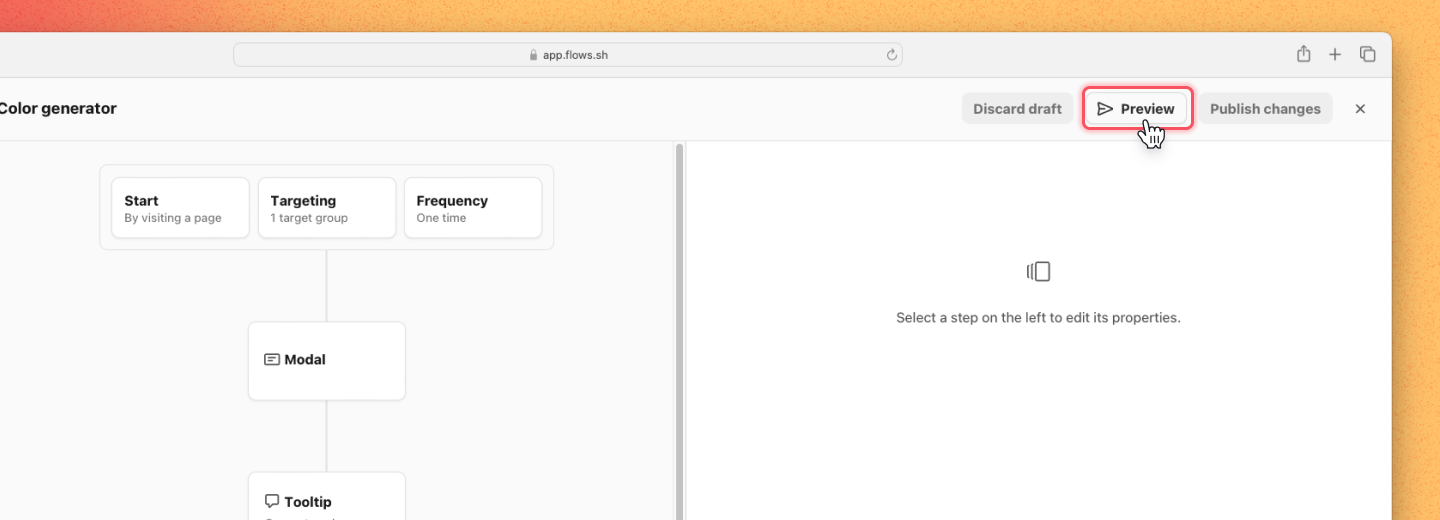 app.flows.sh
Color generator
Discard draft
Preview
Publish changes
Start
By visiting a page
Targeting
1 target group
Frequency
One time
Select a step on the left to edit its properties.
Modal
Tooltip